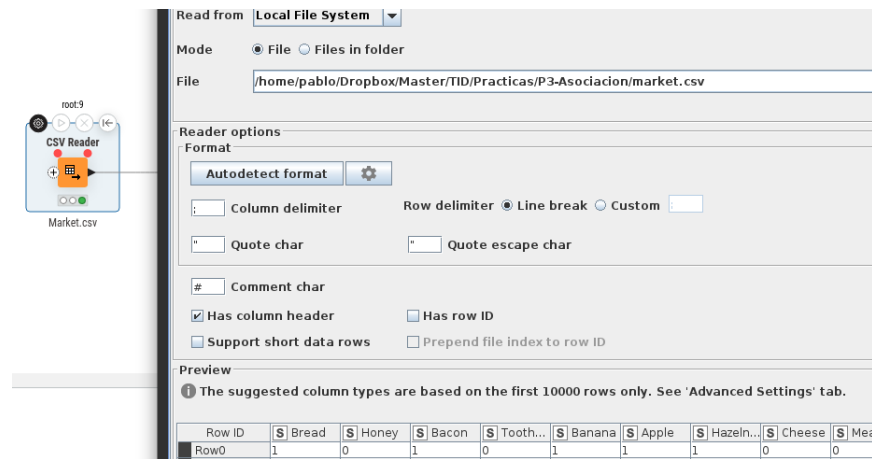 Read from Local File System
Mode File Files in folder
File /home/pablo/Dropbox/Master/TID/Practicas/P3-Asociacion/market.csv
root:9
CSV Reader
Market.csv
Reader options
Format
Autodetect format
; Column delimiter Row delimiter Line break Custom ;
" Quote char " Quote escape char
# Comment char
Has column header Has row ID
Support short data rows Prepend file index to row ID
Preview
The suggested column types are based on the first 10000 rows only. See 'Advanced Settings' tab.
Row ID S Bread S Honey S Bacon S Tooth... S Banana S Apple S Hazeln... S Cheese S Mea
Row0 1 0 1 0 1 1 1 0 0